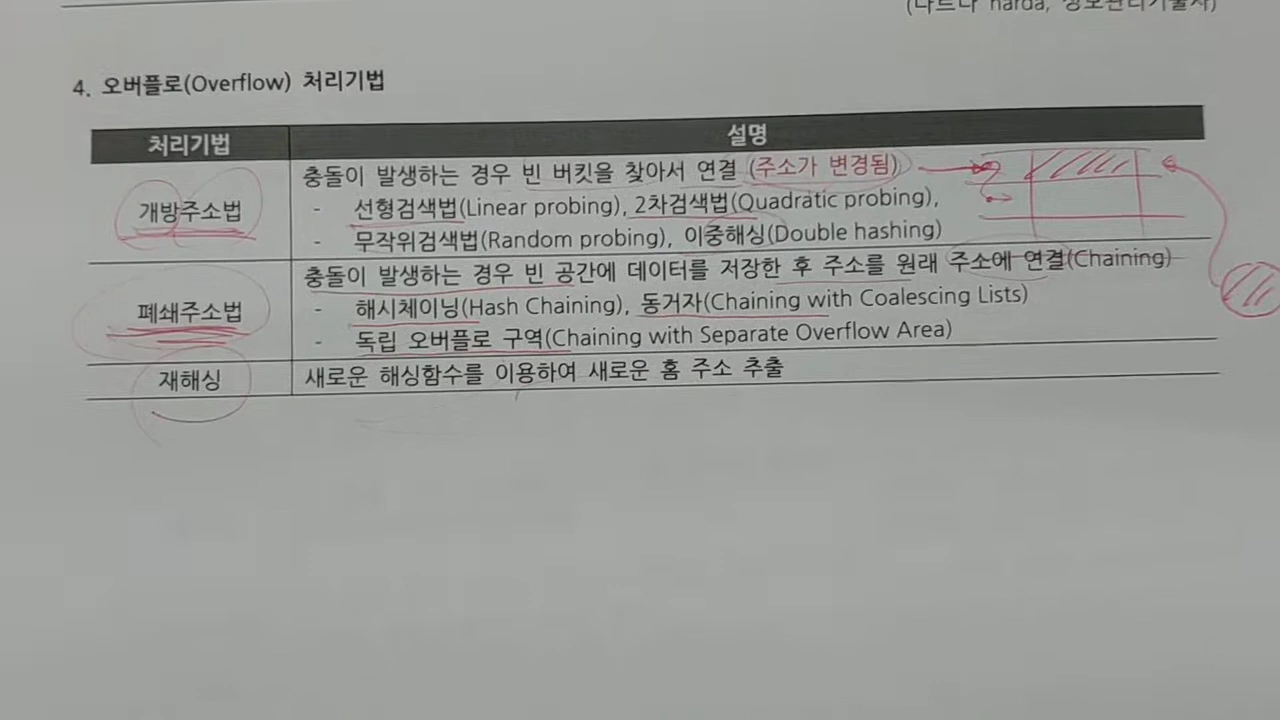 4. 오버플로(Overflow) 처리기법
처리기법 설명
개방주소법
충돌이 발생하는 경우 빈 버킷을 찾아서 연결 (주소가 변경됨)
- 선형검색법(Linear probing), 2차검색법(Quadratic probing),
- 무작위검색법(Random probing), 이중해싱(Double hashing)
폐쇄주소법
충돌이 발생하는 경우 빈 공간에 데이터를 저장한 후 주소를 원래 주소에 연결(Chaining)
- 해시체이닝(Hash Chaining), 동거자(Chaining with Coalescing Lists)
- 독립 오버플로 구역(Chaining with Separate Overflow Area)
재해싱 새로운 해싱함수를 이용하여 새로운 홈 주소 추출